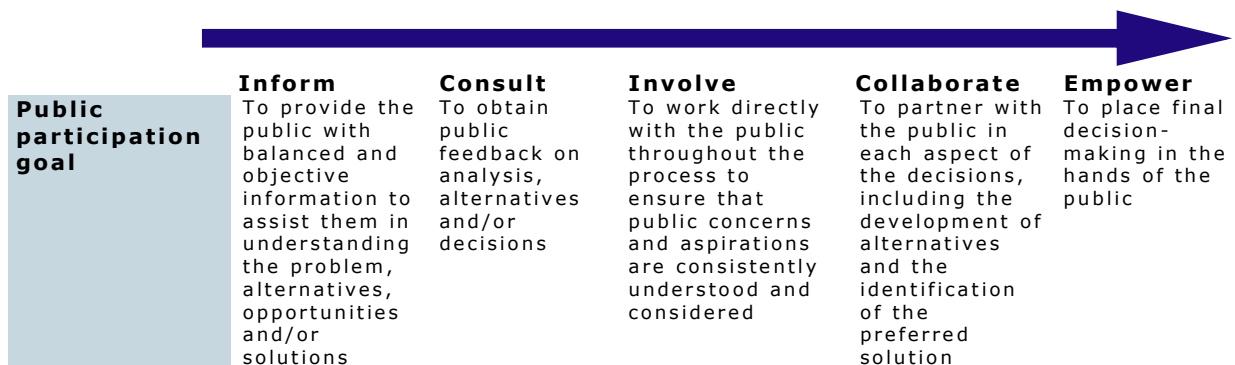 Inform
Consult
Involve
Collaborate
Empower
Public
participation
goal
To provide the
public with
balanced and
objective
information to
assist them in
understanding
the problem,
alternatives,
opportunities
and/or
solutions
To obtain
public
feedback on
analysis,
alternatives
and/or
decisions
To work directly
with the public
throughout the
process to
ensure that
public concerns
and aspirations
are consistently
understood and
considered
To partner with
the public in
each aspect of
the decisions,
including the
development of
alternatives
and the
identification
of the
preferred
solution
To place final
decision-
making in the
hands of the
public